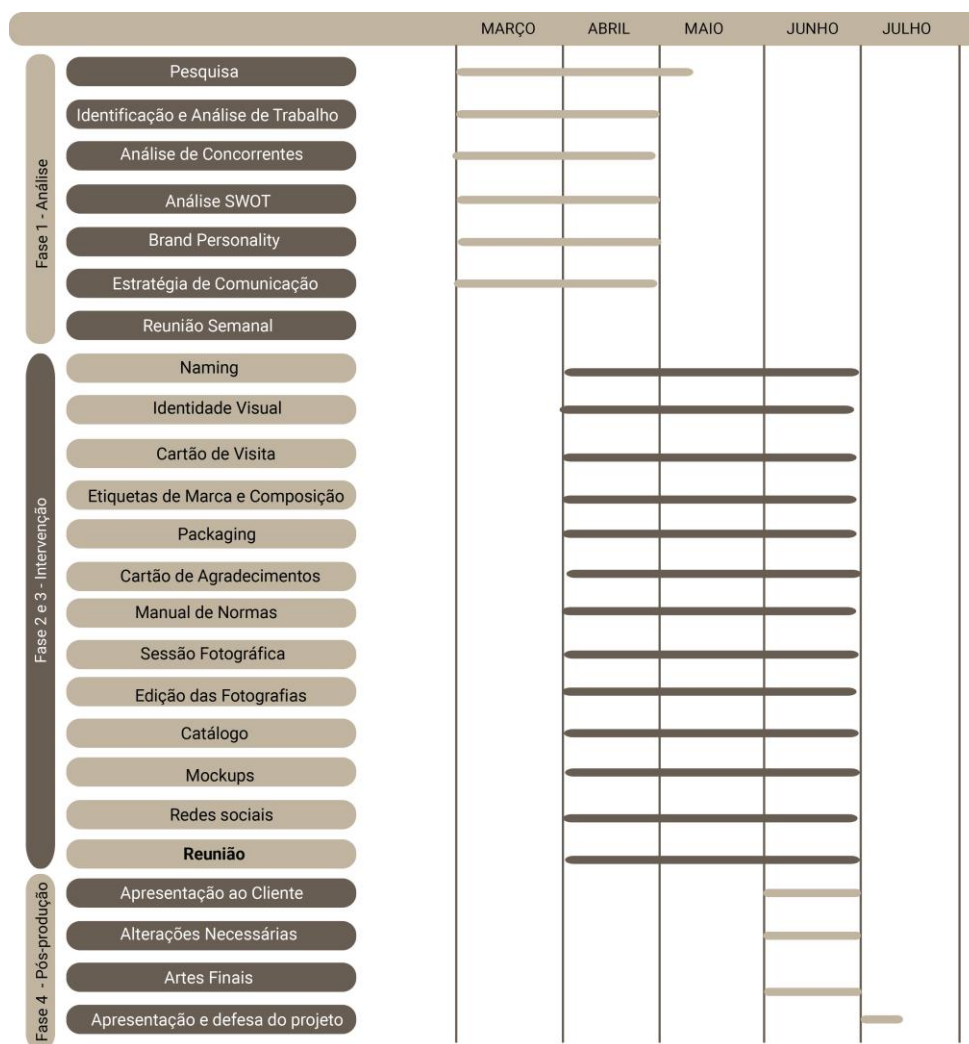 MARÇO ABRIL MAIO JUNHO JULHO
Fase 1 - Análise
Pesquisa
Identificação e Análise de Trabalho
Análise de Concorrentes
Análise SWOT
Brand Personality
Estratégia de Comunicação
Reunião Semanal
Fase 2 e 3 - Intervenção
Naming
Identidade Visual
Cartão de Visita
Etiquetas de Marca e Composição
Packaging
Cartão de Agradecimentos
Manual de Normas
Sessão Fotográfica
Edição das Fotografias
Catálogo
Mockups
Redes sociais
Reunião
Fase 4 - Pós-produção
Apresentação ao Cliente
Alterações Necessárias
Artes Finais
Apresentação e defesa do projeto